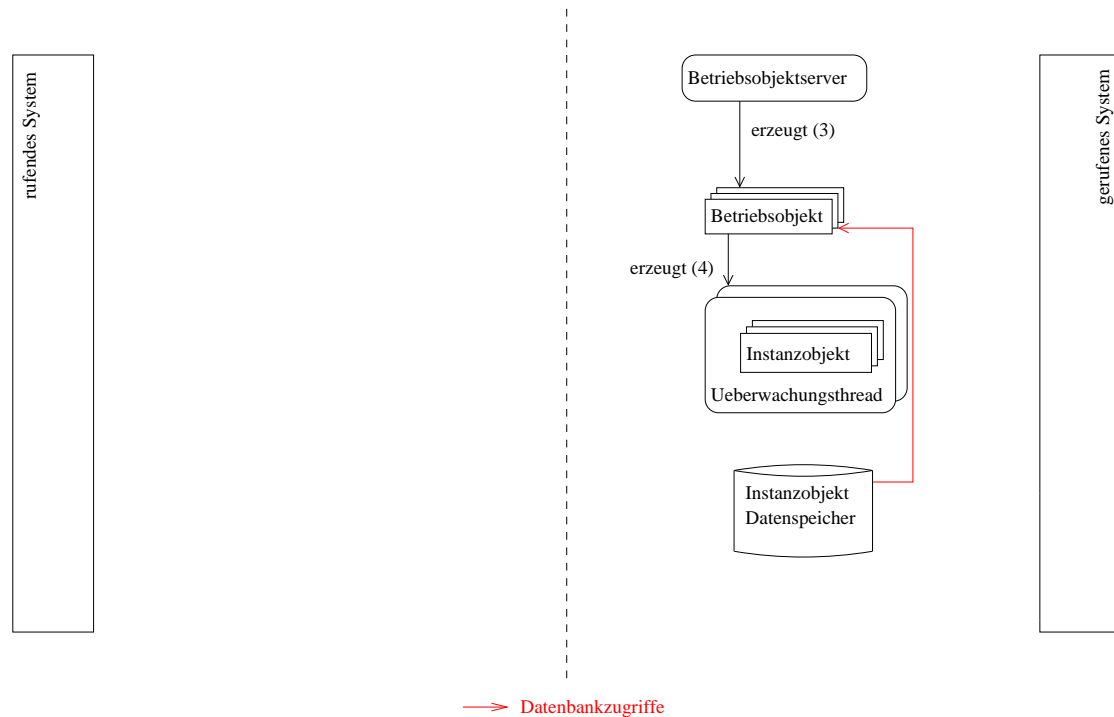 rufendes System
Betriebsobjektserver
gerufenes System
erzeugt (3)
Betriebsobjekt
erzeugt (4)
Instanzobjekt
Ueberwachungsthread
Instanzobjekt
Datenspeicher
Datenbankzugriffe